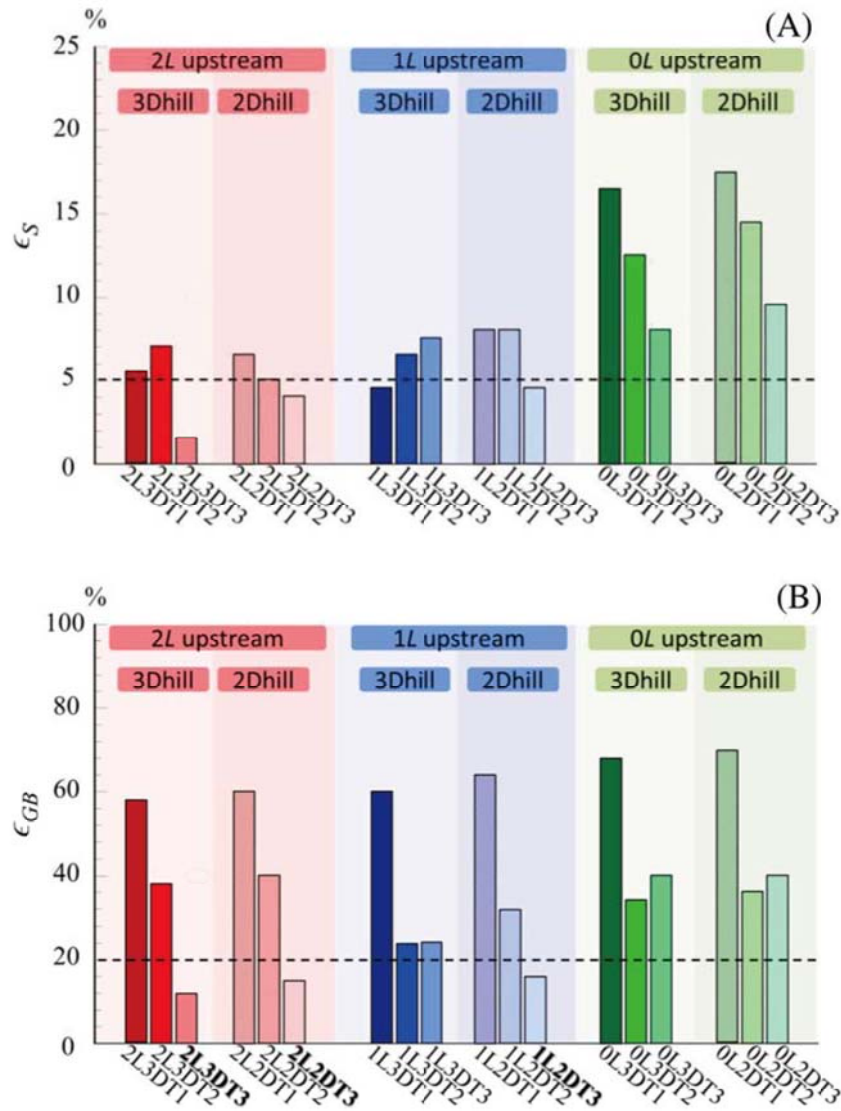 %
(A)
25
2L upstream
1L upstream
0L upstream
3Dhill
2Dhill
3Dhill
2Dhill
3Dhill
2Dhill
20
15
ϵS
10
5
0
2L3DT1
2L3DT2
2L3DT3
2L2DT1
2L2DT2
2L2DT3
1L3DT1
1L3DT2
1L3DT3
1L2DT1
1L2DT2
1L2DT3
0L3DT1
0L3DT2
0L3DT3
0L2DT1
0L2DT2
0L2DT3
%
(B)
100
2L upstream
1L upstream
0L upstream
3Dhill
2Dhill
3Dhill
2Dhill
3Dhill
2Dhill
80
60
ϵGB
40
20
0
2L3DT1
2L3DT2
2L3DT3
2L2DT1
2L2DT2
2L2DT3
1L3DT1
1L3DT2
1L3DT3
1L2DT1
1L2DT2
1L2DT3
0L3DT1
0L3DT2
0L3DT3
0L2DT1
0L2DT2
0L2DT3